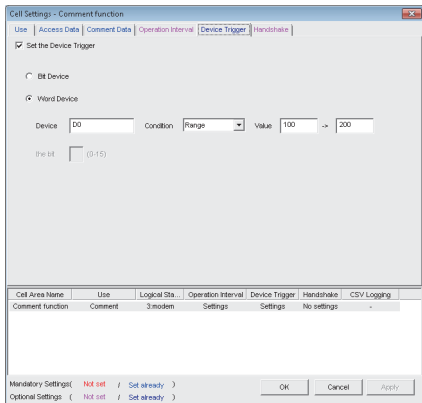 Cell Settings - Comment function
Use Access Data Comment Data Operation Interval Device Trigger Handshake
Set the Device Trigger
Bit Device
Word Device
Device D0 Condition Range Value 100 -> 200
the bit (0-15)
Cell Area Name Use Logical Sta... Operation Interval Device Trigger Handshake CSV Logging
Comment function Comment 3:modem Settings Settings No settings -
Mandatory Settings( Not set / Set already )
OK Cancel Apply
Optional Settings ( Not set / Set already )